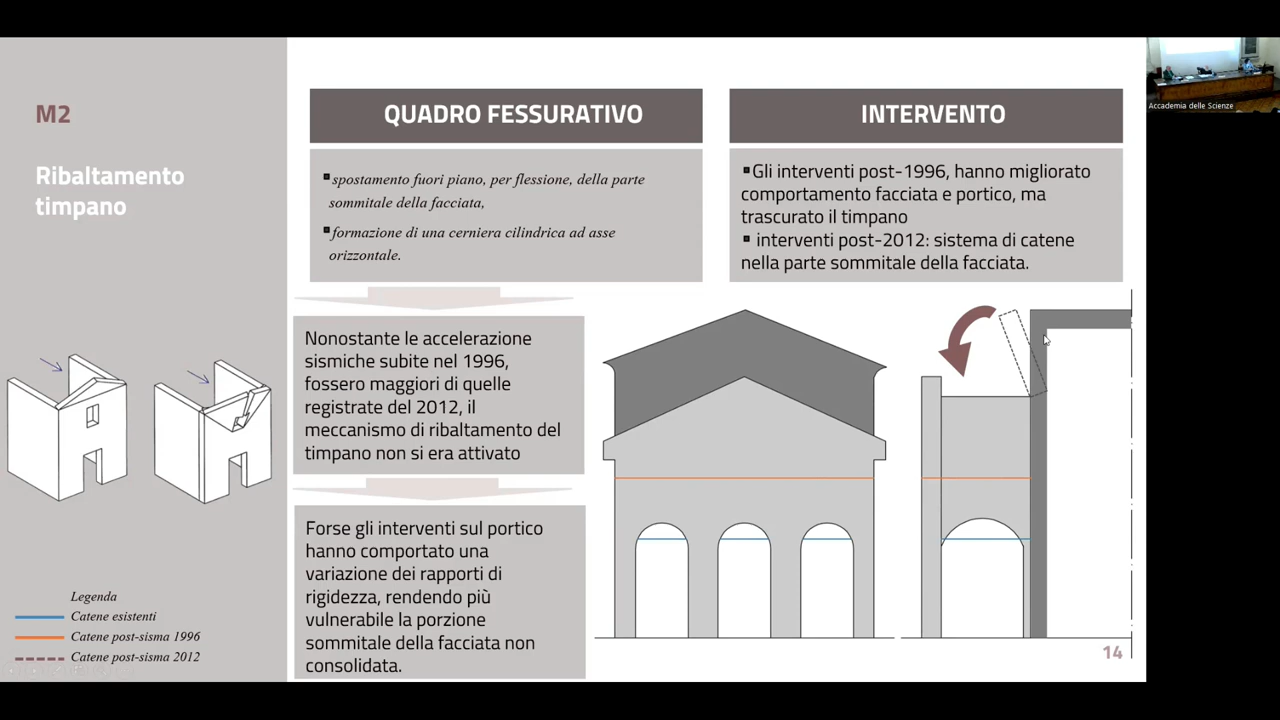 M2
Ribaltamento
timpano
QUADRO FESSURATIVO
spostamento fuori piano, per flessione, della parte
sommitale della facciata,
formazione di una cerniera cilindrica ad asse
orizzontale.
INTERVENTO
Gli interventi post-1996, hanno migliorato
comportamento facciata e portico, ma
trascurato il timpano
interventi post-2012: sistema di catene
nella parte sommitale della facciata.
Nonostante le accelerazione
sismiche subite nel 1996,
fossero maggiori di quelle
registrate del 2012, il
meccanismo di ribaltamento del
timpano non si era attivato
Forse gli interventi sul portico
hanno comportato una
variazione dei rapporti di
rigidezza, rendendo più
vulnerabile la porzione
sommitale della facciata non
consolidata.
Legenda
Catene esistenti
Catene post-sisma 1996
Catene post-sisma 2012
14
Accademia delle Scienze